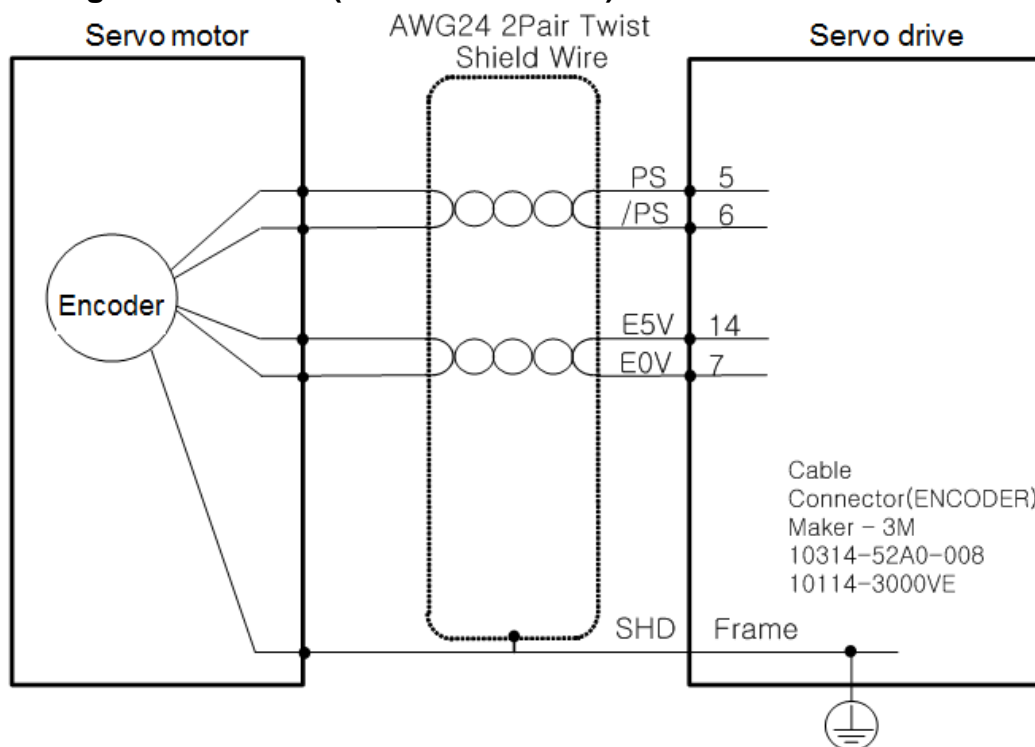 Servo motor
AWG24 2Pair Twist
Shield Wire
Servo drive
PS 5
/PS 6
Encoder
E5V 14
E0V 7
Cable
Connector(ENCODER)
Maker - 3M
10314-52A0-008
10114-3000VE
SHD Frame